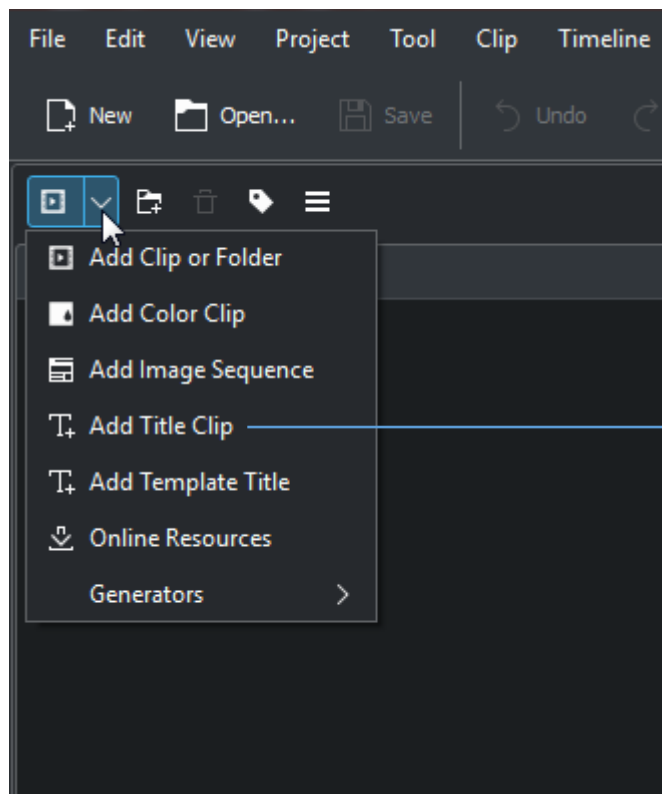 File Edit View Project Tool Clip Timeline
New Open... Save Undo
Add Clip or Folder
Add Color Clip
Add Image Sequence
Add Title Clip
Add Template Title
Online Resources
Generators